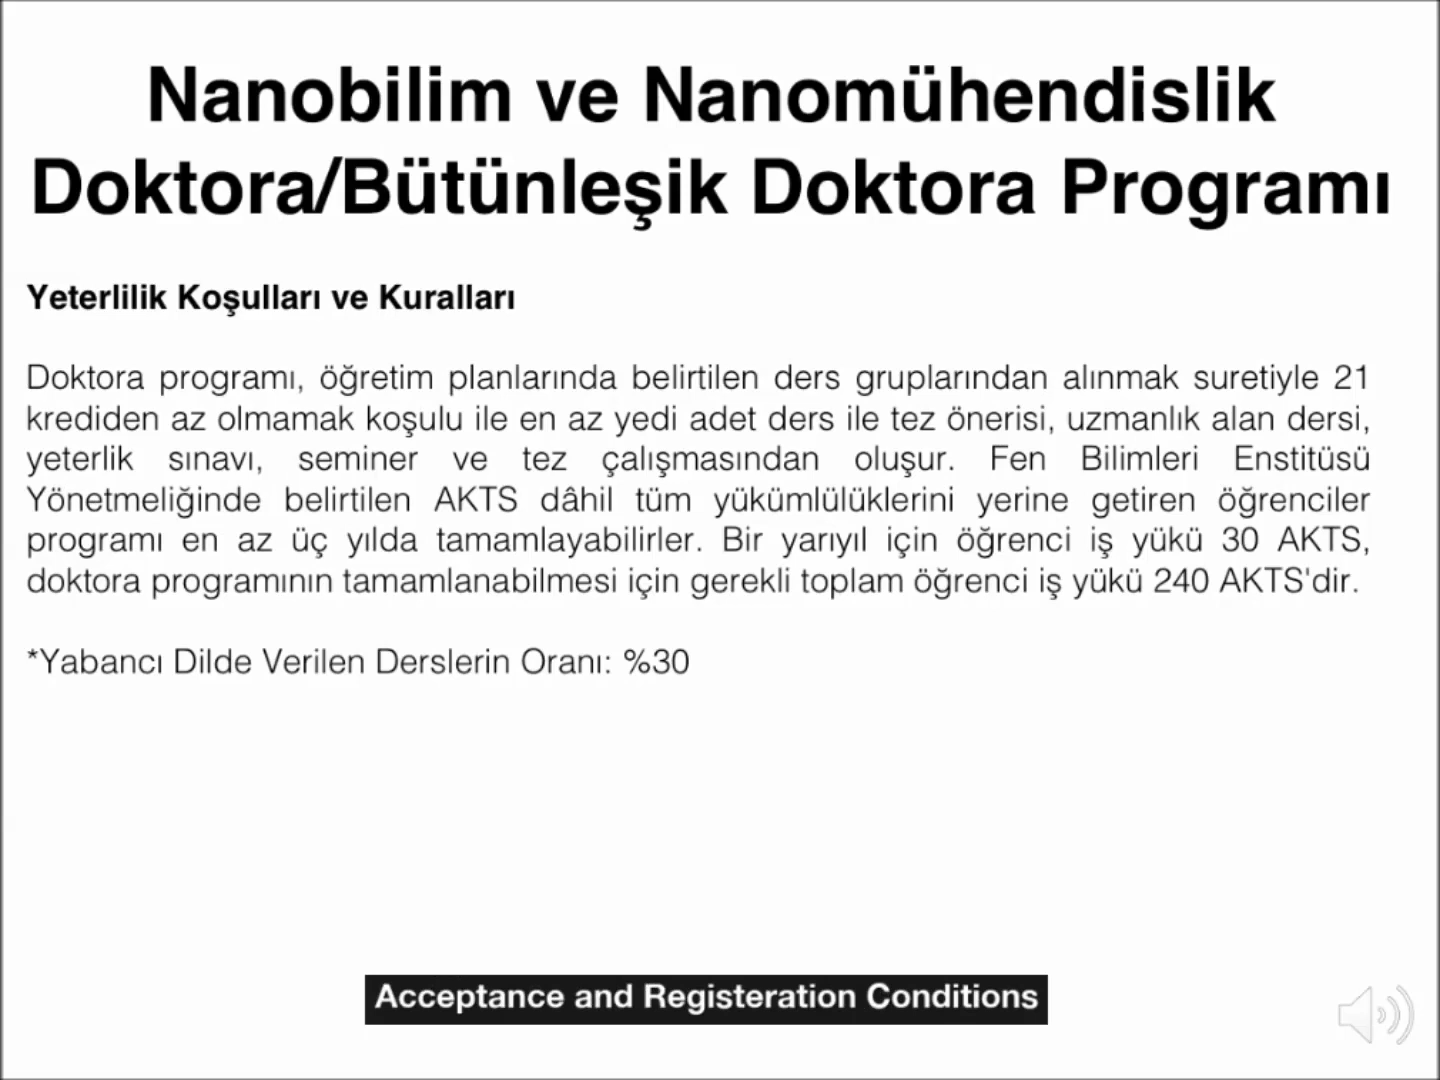 Nanobilim ve Nanomühendislik
Doktora/Bütünleşik Doktora Programı
Yeterlilik Koşulları ve Kuralları
Doktora programı, öğretim planlarında belirtilen ders gruplarından alınmak suretiyle 21
krediden az olmamak koşulu ile en az yedi adet ders ile tez önerisi, uzmanlık alan dersi,
yeterlik sınavı, seminer ve tez çalışmasından oluşur. Fen Bilimleri Enstitüsü
Yönetmeliğinde belirtilen AKTS dâhil tüm yükümlülüklerini yerine getiren öğrenciler
programı en az üç yılda tamamlayabilirler. Bir yarıyıl için öğrenci iş yükü 30 AKTS,
doktora programının tamamlanabilmesi için gerekli toplam öğrenci iş yükü 240 AKTS'dir.
*Yabancı Dilde Verilen Derslerin Oranı: %30
Acceptance and Registeration Conditions